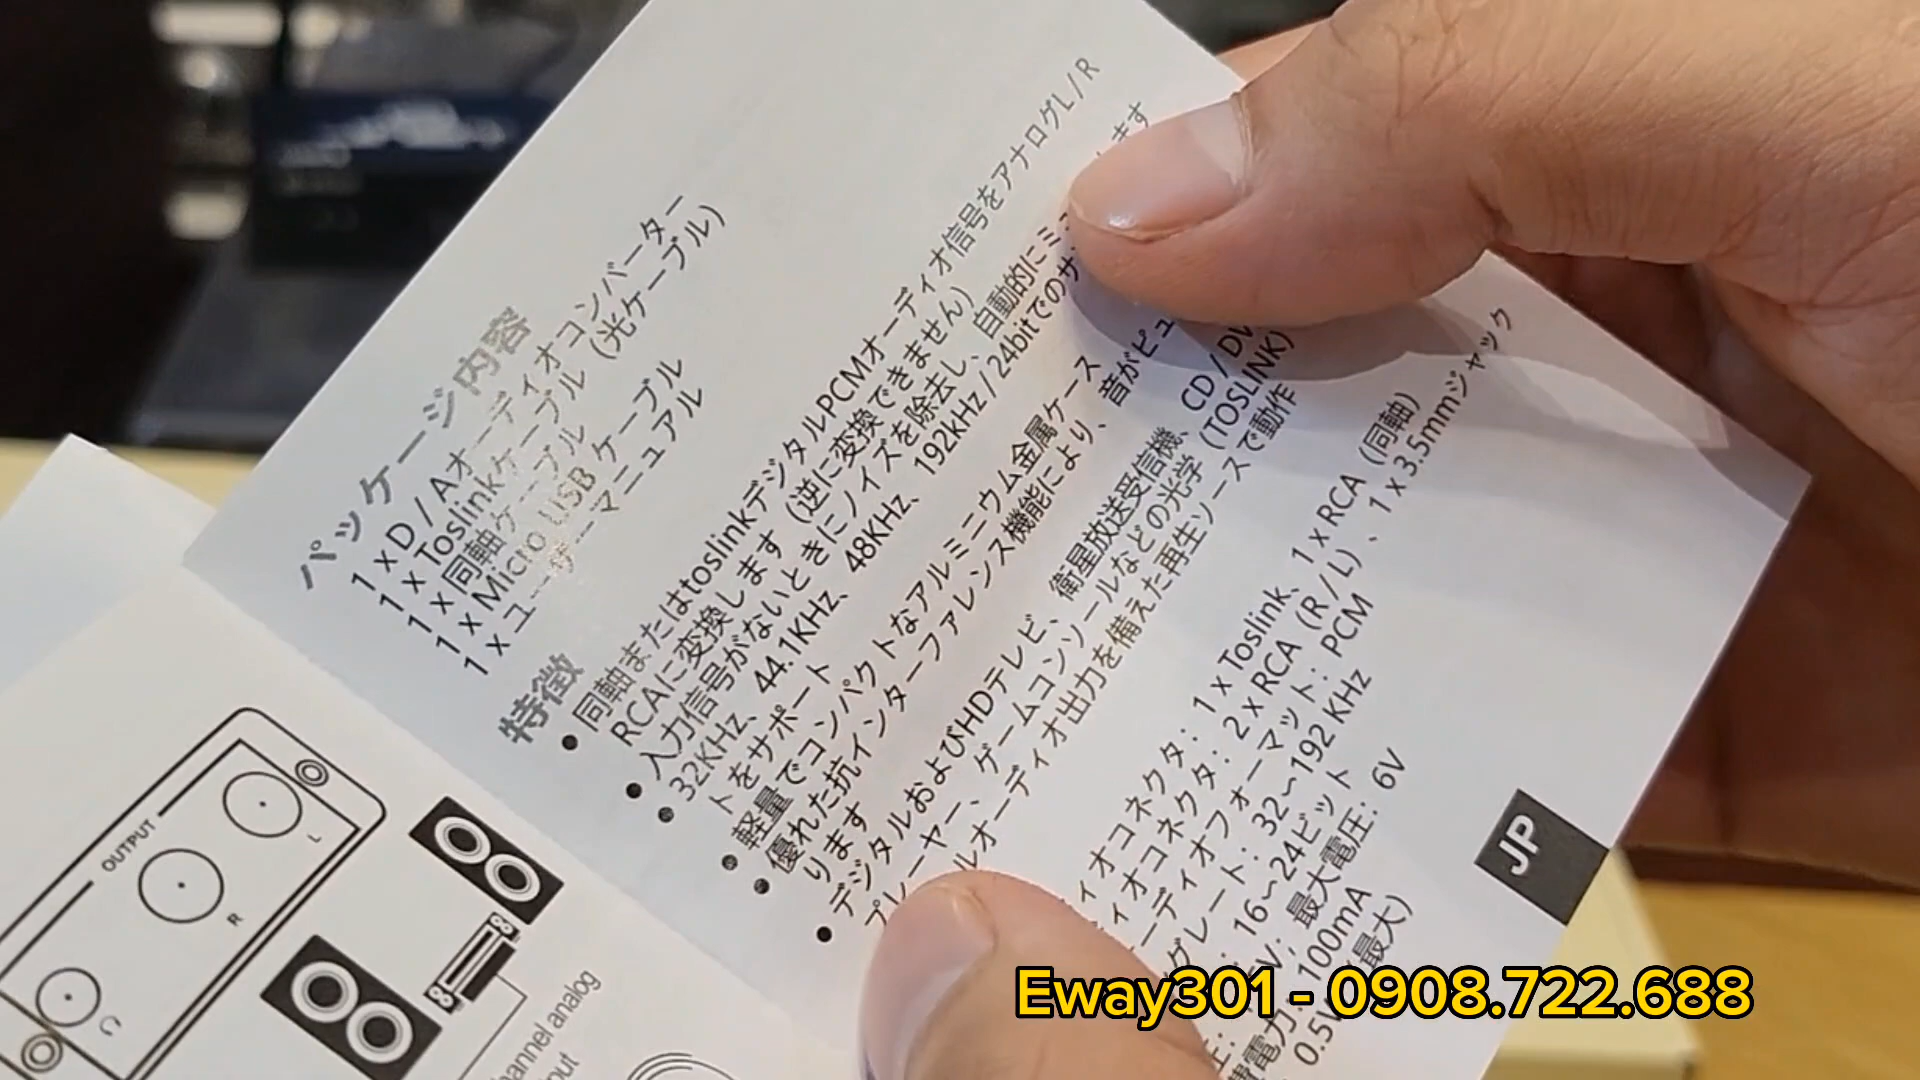 パッケージ内容
1 x D / Aオーディオコンバーター
1 x Toslinkケーブル (光ケーブル)
1 x 同軸ケーブル
1 x Micro USB ケーブル
1 x ユーザーマニュアル
特徴
● 同軸またはtoslinkデジタルPCMオーディオ信号をアナログL / R
RCAに変換します (逆に変換できません)
● 入力信号がないときにノイズを除去し、自動的にミ
ます
● 32KHz、44.1KHz、48KHz、192kHz / 24bitでのサ
トをサポート
● 軽量でコンパクトなアルミニウム金属ケース
● 優れた抗インターファレンス機能により、音がピュ
ります
● デジタルおよびHDテレビ、衛星放送受信機、CD / DV
プレーヤー、ゲームコンソールなどの光学 (TOSLINK)
ルオーディオ出力を備えた再生ソースで動作
ィオコネクタ: 1 x Toslink、1 x RCA (同軸)
ィオコネクタ: 2 x RCA (R / L) 、1 x 3.5mmジャック
ーディオフォーマット: PCM
グレート: 32~192 KHz
: 16~24ビット
圧: 5V; 最大電圧: 6V
費電力: 100mA
0.5W (最大)
JP
OUTPUT
L
R
hannel analog
put
Eway301 - 0908.722.688